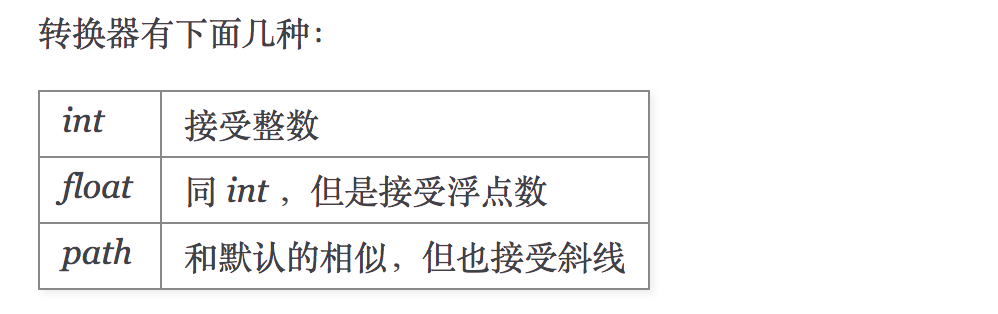 转换器有下面几种：
int 接受整数
float 同 int ，但是接受浮点数
path 和默认的相似，但也接受斜线